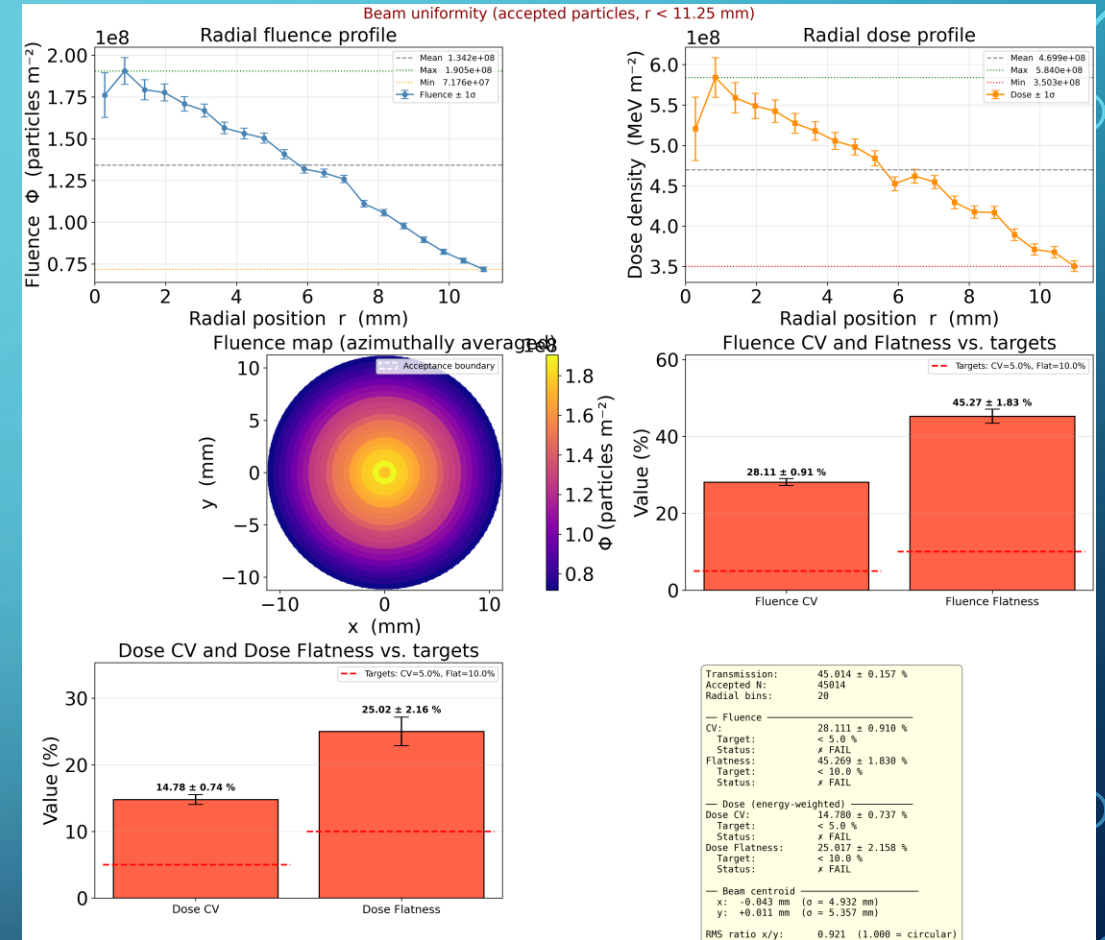 Beam uniformity (accepted particles, r < 11.25 mm)
Radial fluence profile
1e8
Fluence Φ (particles m⁻²)
2.00
1.75
1.50
1.25
1.00
0.75
0 2 4 6 8 10
Radial position r (mm)
Mean 1.342e+08
Max 1.905e+08
Min 7.176e+07
Fluence ± 1σ
Radial dose profile
1e8
Dose density (MeV m⁻²)
6.0
5.5
5.0
4.5
4.0
3.5
0 2 4 6 8 10
Radial position r (mm)
Mean 4.699e+08
Max 5.840e+08
Min 3.503e+08
Dose ± 1σ
Fluence map (azimuthally averaged)
1e8
Acceptance boundary
y (mm)
10
5
0
−5
−10
−10 0 10
x (mm)
1.8
1.6
1.4
1.2
1.0
0.8
Φ (particles m⁻²)
Fluence CV and Flatness vs. targets
Targets: CV=5.0%, Flat=10.0%
Value (%)
60
40
20
0
28.11 ± 0.91 %
45.27 ± 1.83 %
Fluence CV
Fluence Flatness
Dose CV and Dose Flatness vs. targets
Targets: CV=5.0%, Flat=10.0%
Value (%)
30
20
10
0
14.78 ± 0.74 %
25.02 ± 2.16 %
Dose CV
Dose Flatness
Transmission: 45.014 ± 0.157 %
Accepted N: 45014
Radial bins: 20
── Fluence ──────────────────
CV: 28.111 ± 0.910 %
Target: < 5.0 %
Status: ✗ FAIL
Flatness: 45.269 ± 1.830 %
Target: < 10.0 %
Status: ✗ FAIL
── Dose (energy-weighted) ──────────
Dose CV: 14.780 ± 0.737 %
Target: < 5.0 %
Status: ✗ FAIL
Dose Flatness: 25.017 ± 2.158 %
Target: < 10.0 %
Status: ✗ FAIL
── Beam centroid ──────────────
x: -0.043 mm (σ = 4.932 mm)
y: +0.011 mm (σ = 5.357 mm)
RMS ratio x/y: 0.921 (1.000 = circular)